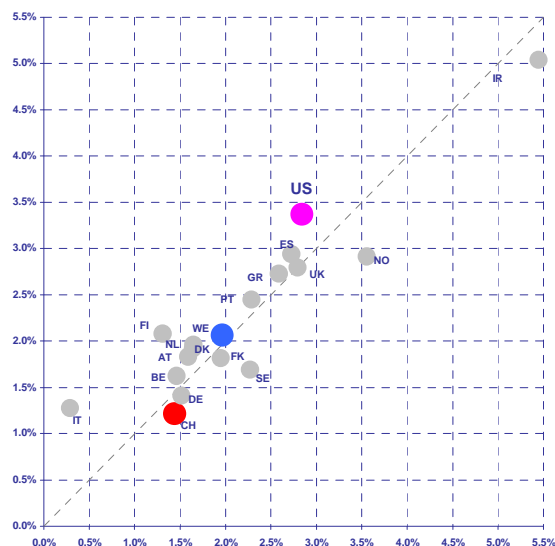 5.5%
5.0%
IR
4.5%
4.0%
3.5%
US
3.0%
ES
NO
UK
GR
2.5%
PT
FI
WE
2.0%
NL
DK
AT
FK
1.5%
BE
SE
DE
1.0%
IT
CH
0.5%
0.0%
0.0% 0.5% 1.0% 1.5% 2.0% 2.5% 3.0% 3.5% 4.0% 4.5% 5.0% 5.5%